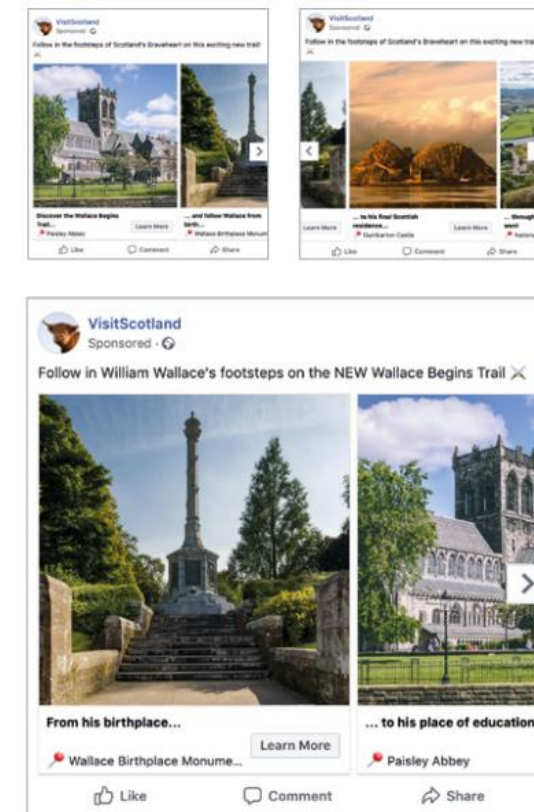 VisitScotland
Sponsored ·
Follow in the footsteps of Scotland's Braveheart on this exciting new trail
Discover the Wallace Begins
Trail...
Learn More
Paisley Abbey
... and follow Wallace from
birth...
Wallace Birthplace Monum
Like
Comment
Share
VisitScotland
Sponsored ·
Follow in the footsteps of Scotland's Braveheart on this exciting new trail
Learn More
... to his final Scottish
residence...
Learn More
Dumbarton Castle
... through
went
Like
Comment
Share
VisitScotland
Sponsored ·
Follow in William Wallace's footsteps on the NEW Wallace Begins Trail
From his birthplace...
Learn More
Wallace Birthplace Monume...
... to his place of education
Paisley Abbey
Like
Comment
Share